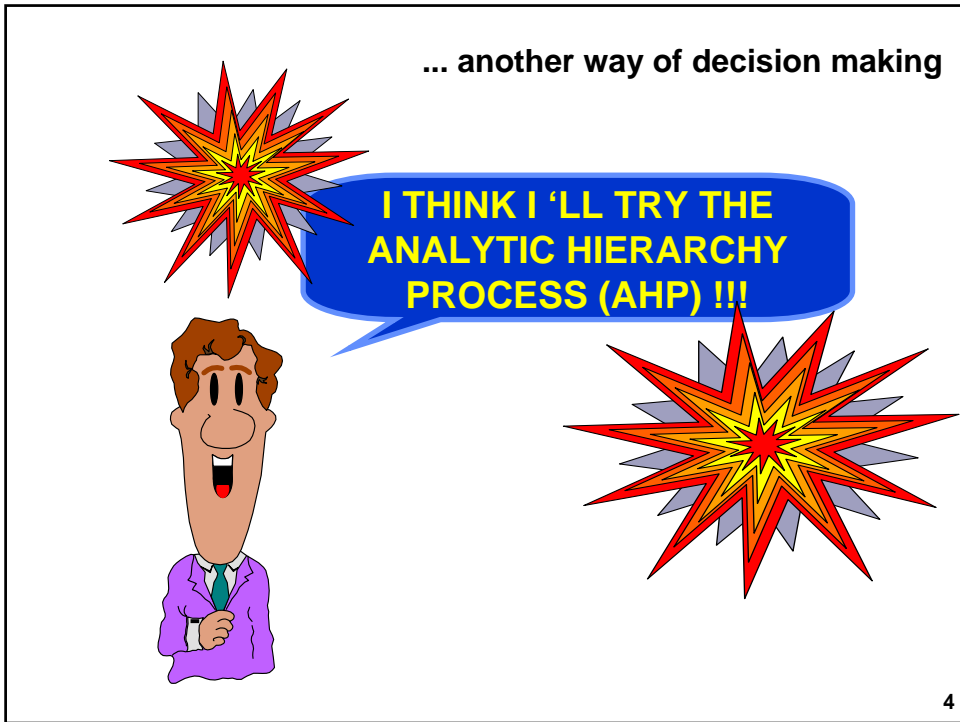 ... another way of decision making
I THINK I ‘LL TRY THE
ANALYTIC HIERARCHY
PROCESS (AHP) !!!
4